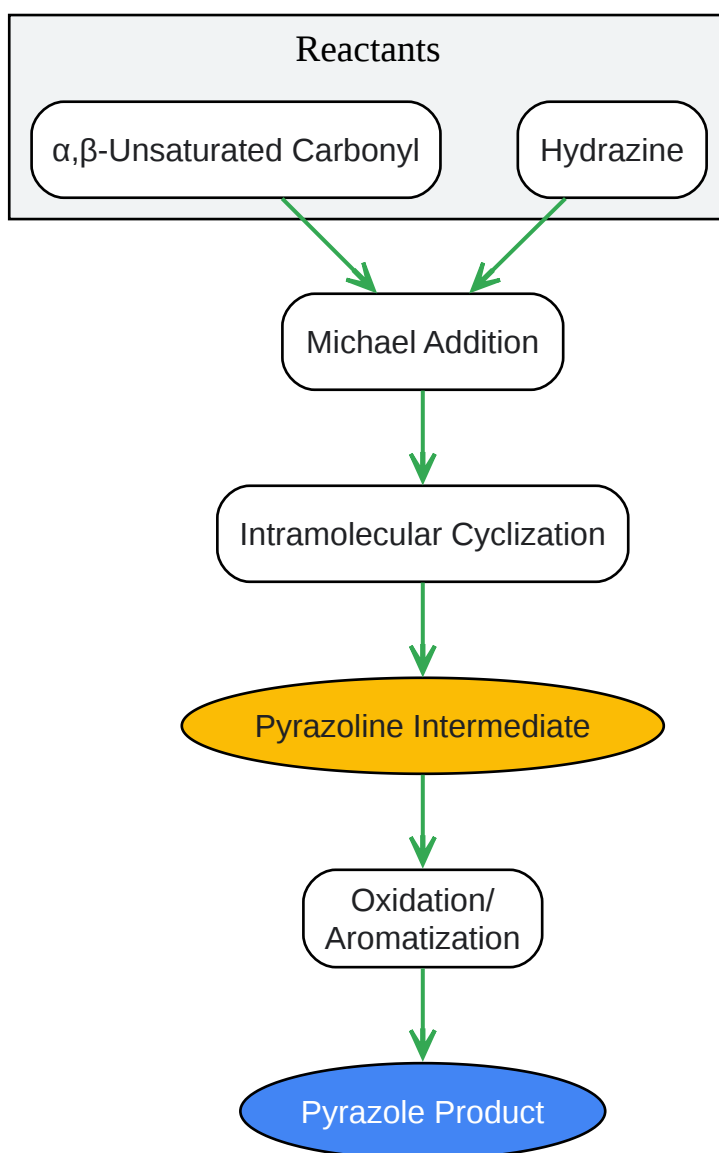 Reactants
α,β-Unsaturated Carbonyl
Hydrazine
Michael Addition
Intramolecular Cyclization
Pyrazoline Intermediate
Oxidation/
Aromatization
Pyrazole Product